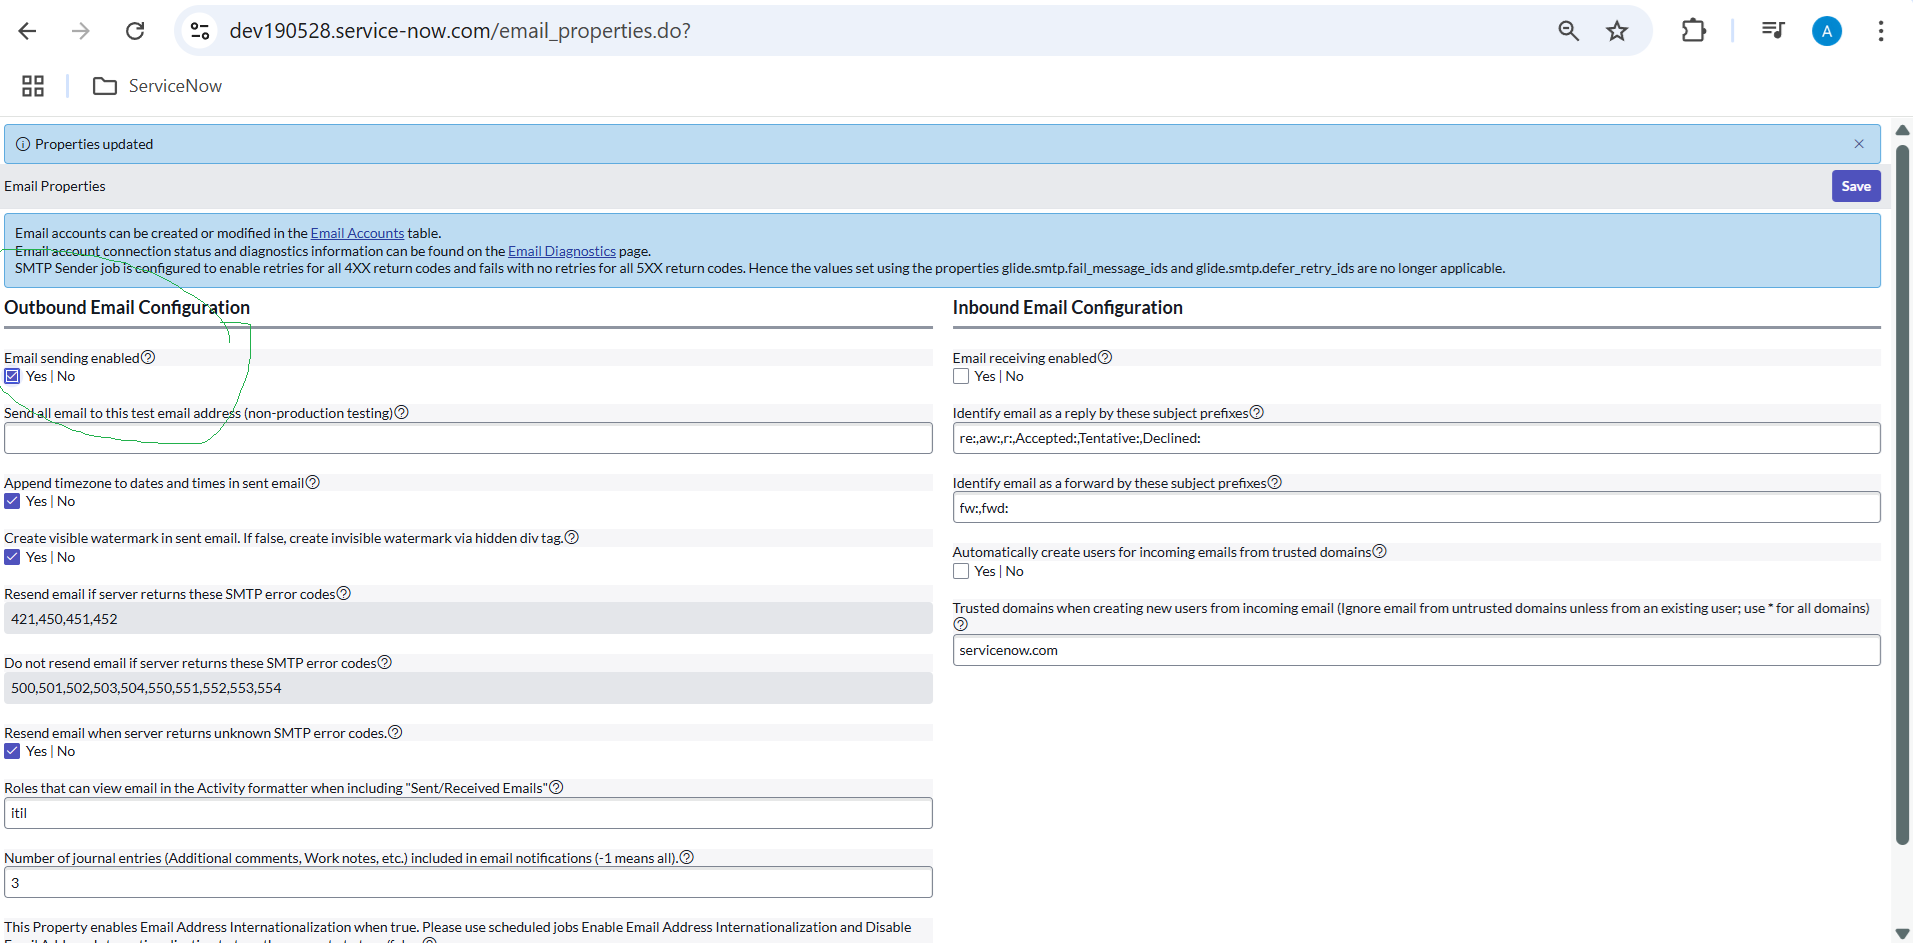 dev190528.service-now.com/email_properties.do?
A
ServiceNow
Properties updated
Email Properties
Save
Email accounts can be created or modified in the Email Accounts table.
Email account connection status and diagnostics information can be found on the Email Diagnostics page.
SMTP Sender job is configured to enable retries for all 4XX return codes and fails with no retries for all 5XX return codes. Hence the values set using the properties glide.smtp.fail_message_ids and glide.smtp.defer_retry_ids are no longer applicable.
Outbound Email Configuration
Email sending enabled
Yes | No
Send all email to this test email address (non-production testing)
Append timezone to dates and times in sent email
Yes | No
Create visible watermark in sent email. If false, create invisible watermark via hidden div tag.
Yes | No
Resend email if server returns these SMTP error codes
421,450,451,452
Do not resend email if server returns these SMTP error codes
500,501,502,503,504,550,551,552,553,554
Resend email when server returns unknown SMTP error codes.
Yes | No
Roles that can view email in the Activity formatter when including "Sent/Received Emails"
itil
Number of journal entries (Additional comments, Work notes, etc.) included in email notifications (-1 means all).
3
This Property enables Email Address Internationalization when true. Please use scheduled jobs Enable Email Address Internationalization and Disable
Inbound Email Configuration
Email receiving enabled
Yes | No
Identify email as a reply by these subject prefixes
re:,aw:,r:,Accepted:,Tentative:,Declined:
Identify email as a forward by these subject prefixes
fw:,fwd:
Automatically create users for incoming emails from trusted domains
Yes | No
Trusted domains when creating new users from incoming email (Ignore email from untrusted domains unless from an existing user; use * for all domains)
servicenow.com